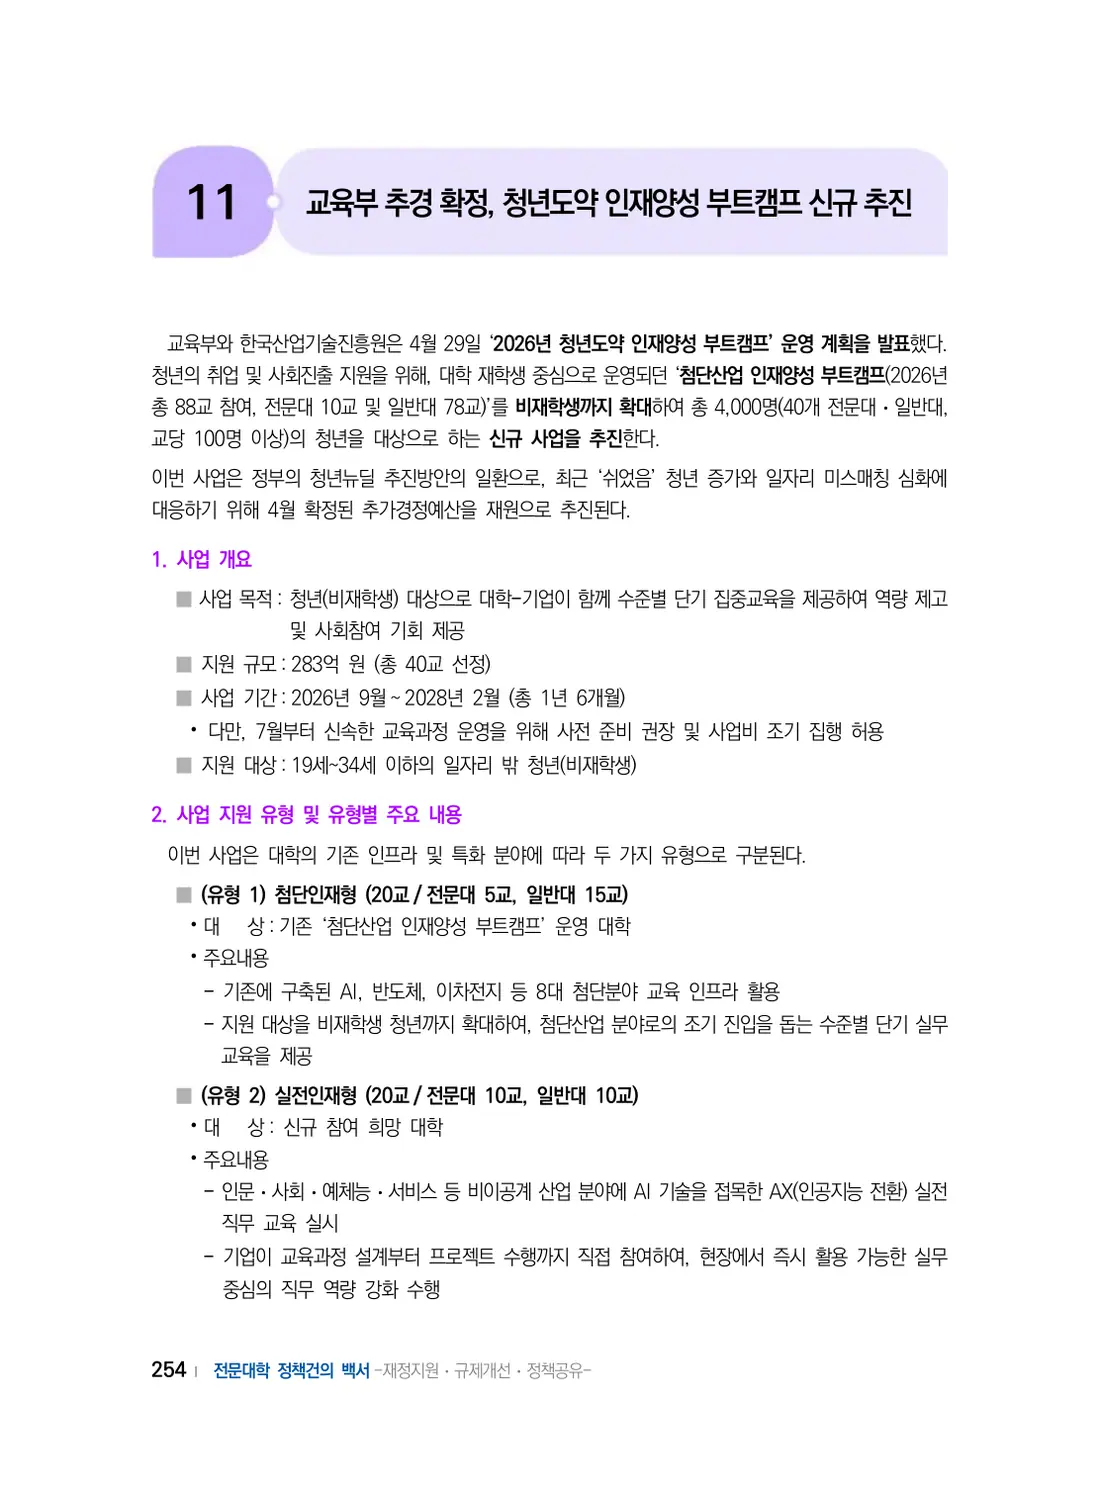 11
교육부 추경 확정, 청년도약 인재양성 부트캠프 신규 추진
교육부와 한국산업기술진흥원은 4월 29일 ‘2026년 청년도약 인재양성 부트캠프’ 운영 계획을 발표했다.
청년의 취업 및 사회진출 지원을 위해, 대학 재학생 중심으로 운영되던 ‘첨단산업 인재양성 부트캠프(2026년
총 88교 참여, 전문대 10교 및 일반대 78교)’를 비재학생까지 확대하여 총 4,000명(40개 전문대·일반대,
교당 100명 이상)의 청년을 대상으로 하는 신규 사업을 추진한다.
이번 사업은 정부의 청년뉴딜 추진방안의 일환으로, 최근 ‘쉬었음’ 청년 증가와 일자리 미스매칭 심화에
대응하기 위해 4월 확정된 추가경정예산을 재원으로 추진된다.
1. 사업 개요
■ 사업 목적 : 청년(비재학생) 대상으로 대학-기업이 함께 수준별 단기 집중교육을 제공하여 역량 제고
및 사회참여 기회 제공
■ 지원 규모 : 283억 원 (총 40교 선정)
■ 사업 기간 : 2026년 9월 ~ 2028년 2월 (총 1년 6개월)
• 다만, 7월부터 신속한 교육과정 운영을 위해 사전 준비 권장 및 사업비 조기 집행 허용
■ 지원 대상 : 19세~34세 이하의 일자리 밖 청년(비재학생)
2. 사업 지원 유형 및 유형별 주요 내용
이번 사업은 대학의 기존 인프라 및 특화 분야에 따라 두 가지 유형으로 구분된다.
■ (유형 1) 첨단인재형 (20교 / 전문대 5교, 일반대 15교)
• 대 상 : 기존 ‘첨단산업 인재양성 부트캠프’ 운영 대학
• 주요내용
- 기존에 구축된 AI, 반도체, 이차전지 등 8대 첨단분야 교육 인프라 활용
- 지원 대상을 비재학생 청년까지 확대하여, 첨단산업 분야로의 조기 진입을 돕는 수준별 단기 실무
교육을 제공
■ (유형 2) 실전인재형 (20교 / 전문대 10교, 일반대 10교)
• 대 상 : 신규 참여 희망 대학
• 주요내용
- 인문·사회·예체능·서비스 등 비이공계 산업 분야에 AI 기술을 접목한 AX(인공지능 전환) 실전
직무 교육 실시
- 기업이 교육과정 설계부터 프로젝트 수행까지 직접 참여하여, 현장에서 즉시 활용 가능한 실무
중심의 직무 역량 강화 수행
254 | 전문대학 정책건의 백서 -재정지원·규제개선·정책공유-